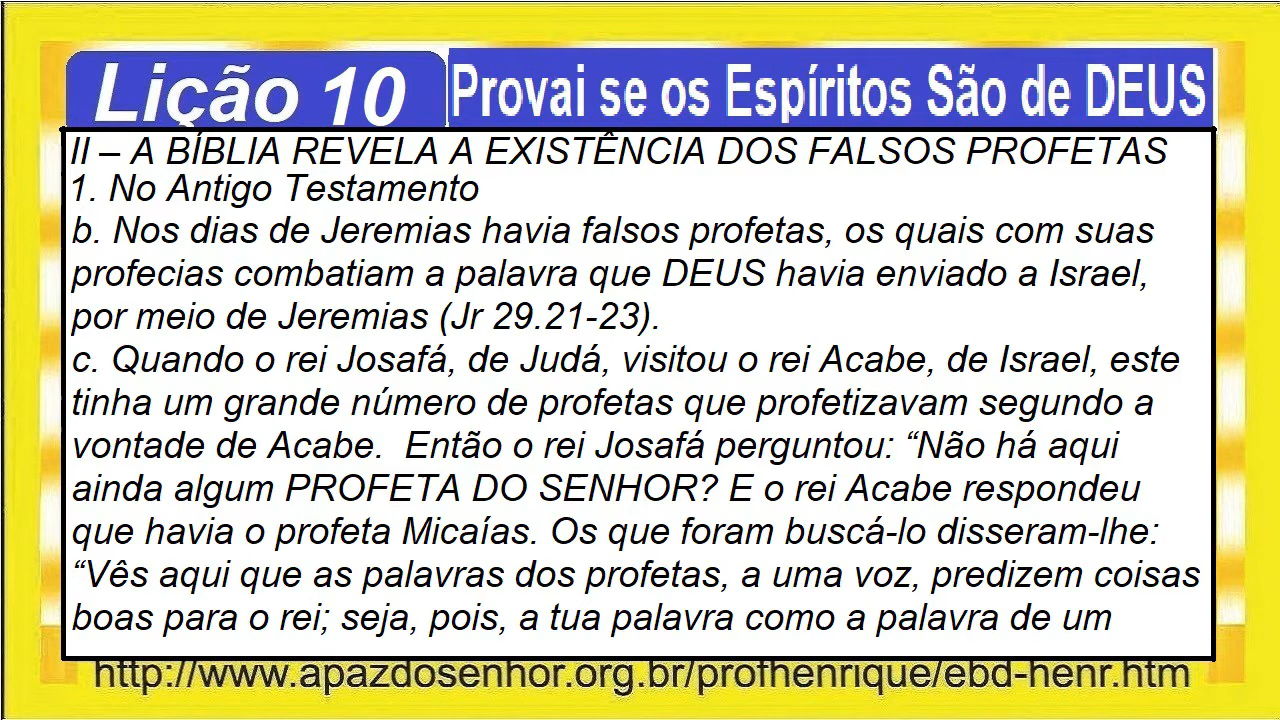 Lição 10
Provai se os Espíritos São de DEUS
II – A BÍBLIA REVELA A EXISTÊNCIA DOS FALSOS PROFETAS
1. No Antigo Testamento
b. Nos dias de Jeremias havia falsos profetas, os quais com suas
profecias combatiam a palavra que DEUS havia enviado a Israel,
por meio de Jeremias (Jr 29.21-23).
c. Quando o rei Josafá, de Judá, visitou o rei Acabe, de Israel, este
tinha um grande número de profetas que profetizavam segundo a
vontade de Acabe.  Então o rei Josafá perguntou: “Não há aqui
ainda algum PROFETA DO SENHOR? E o rei Acabe respondeu
que havia o profeta Micaías. Os que foram buscá-lo disseram-lhe:
“Vês aqui que as palavras dos profetas, a uma voz, predizem coisas
boas para o rei; seja, pois, a tua palavra como a palavra de um
http://www.apazdosenhor.org.br/profhenrique/ebd-henr.htm